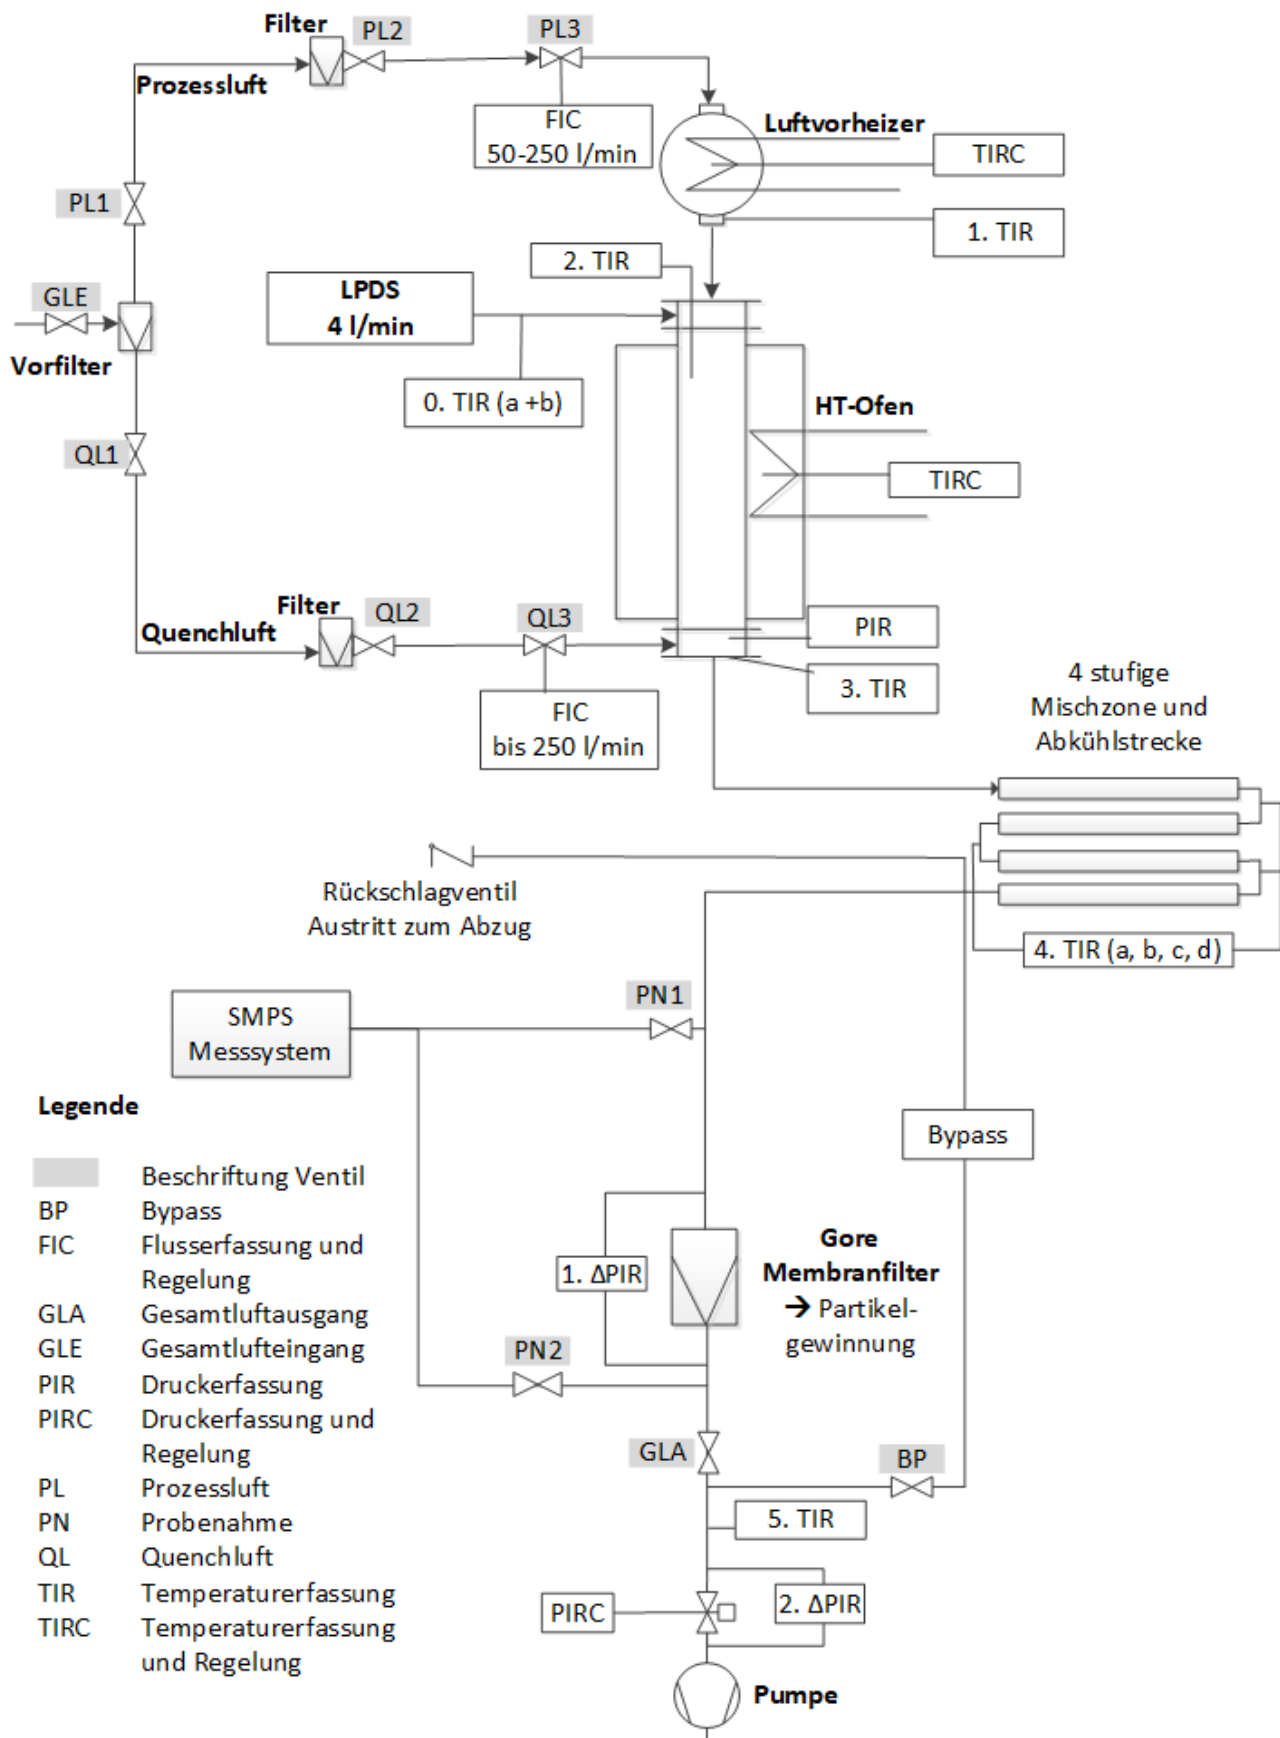 Filter
PL2
PL3
Prozessluft
FIC
50-250 l/min
Luftvorheizer
TIRC
PL1
1. TIR
2. TIR
GLE
LPDS
4 l/min
Vorfilter
0. TIR (a +b)
HT-Ofen
QL1
TIRC
Filter
QL2
QL3
Quenchluft
PIR
3. TIR
FIC
bis 250 l/min
4 stufige
Mischzone und
Abkühlstrecke
Rückschlagventil
Austritt zum Abzug
4. TIR (a, b, c, d)
PN1
SMPS
Messsystem
Bypass
1. ΔPIR
Gore
Membranfilter
→ Partikel-
gewinnung
PN2
GLA
BP
5. TIR
PIRC
2. ΔPIR
Pumpe
Legende
Beschriftung Ventil
BP Bypass
FIC Flusserfassung und
Regelung
GLA Gesamtluftausgang
GLE Gesamtlufteingang
PIR Druckerfassung
PIRC Druckerfassung und
Regelung
PL Prozessluft
PN Probenahme
QL Quenchluft
TIR Temperaturerfassung
TIRC Temperaturerfassung
und Regelung